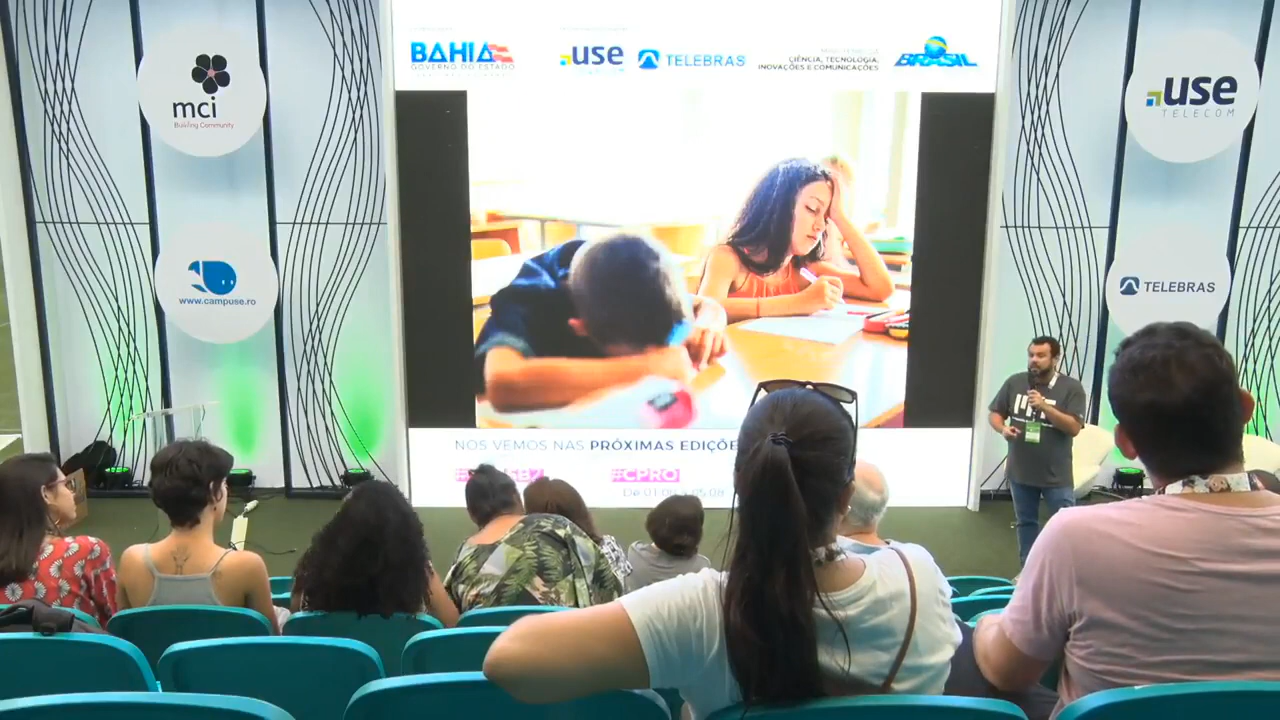 mci
Building Community
www.campuse.ro
BAHIA
GOVERNO DO ESTADO
USE
TELEBRAS
CIÊNCIA, TECNOLOGIA,
INOVAÇÕES E COMUNICAÇÕES
BRASIL
NOS VEMOS NAS PRÓXIMAS EDIÇÕE
#CPRO
USE
TELECOM
TELEBRAS